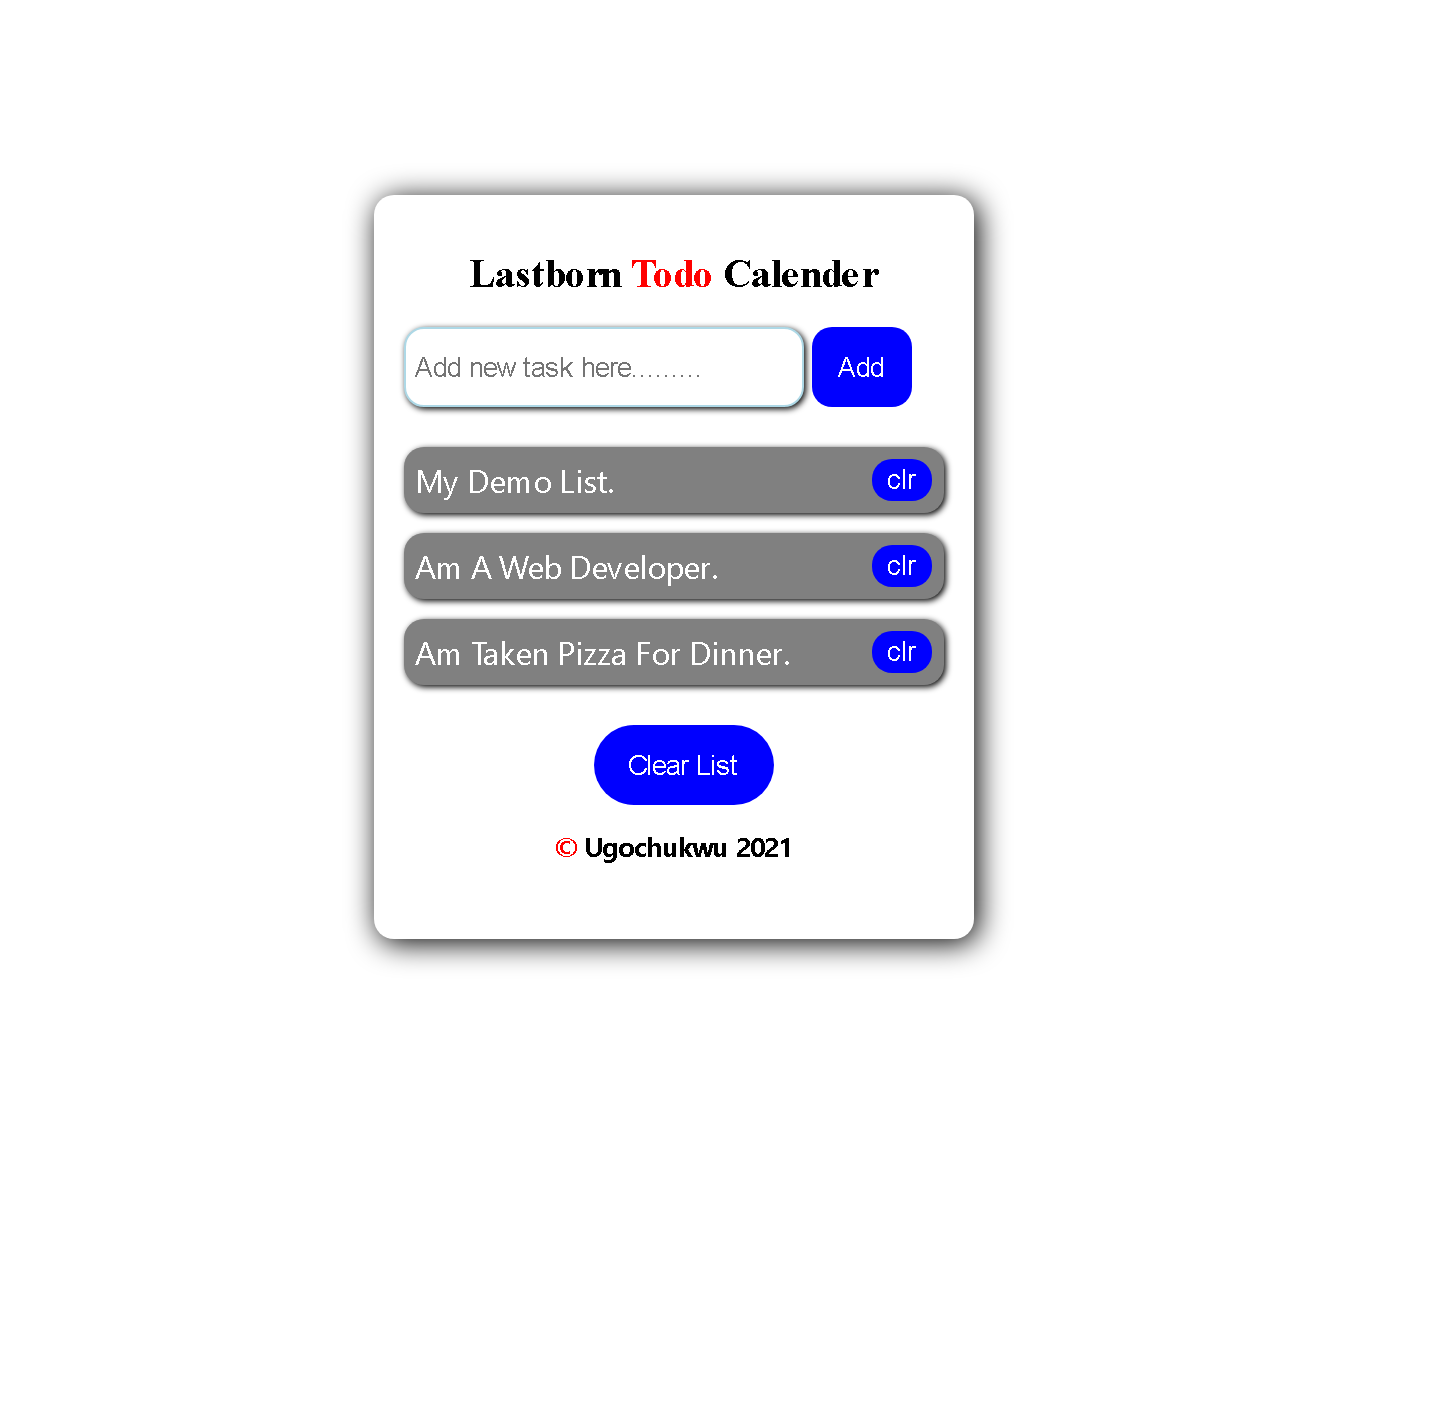 Lastborn Todo Calender
Add new task here.........
Add
My Demo List.
clr
Am A Web Developer.
clr
Am Taken Pizza For Dinner.
clr
Clear List
© Ugochukwu 2021